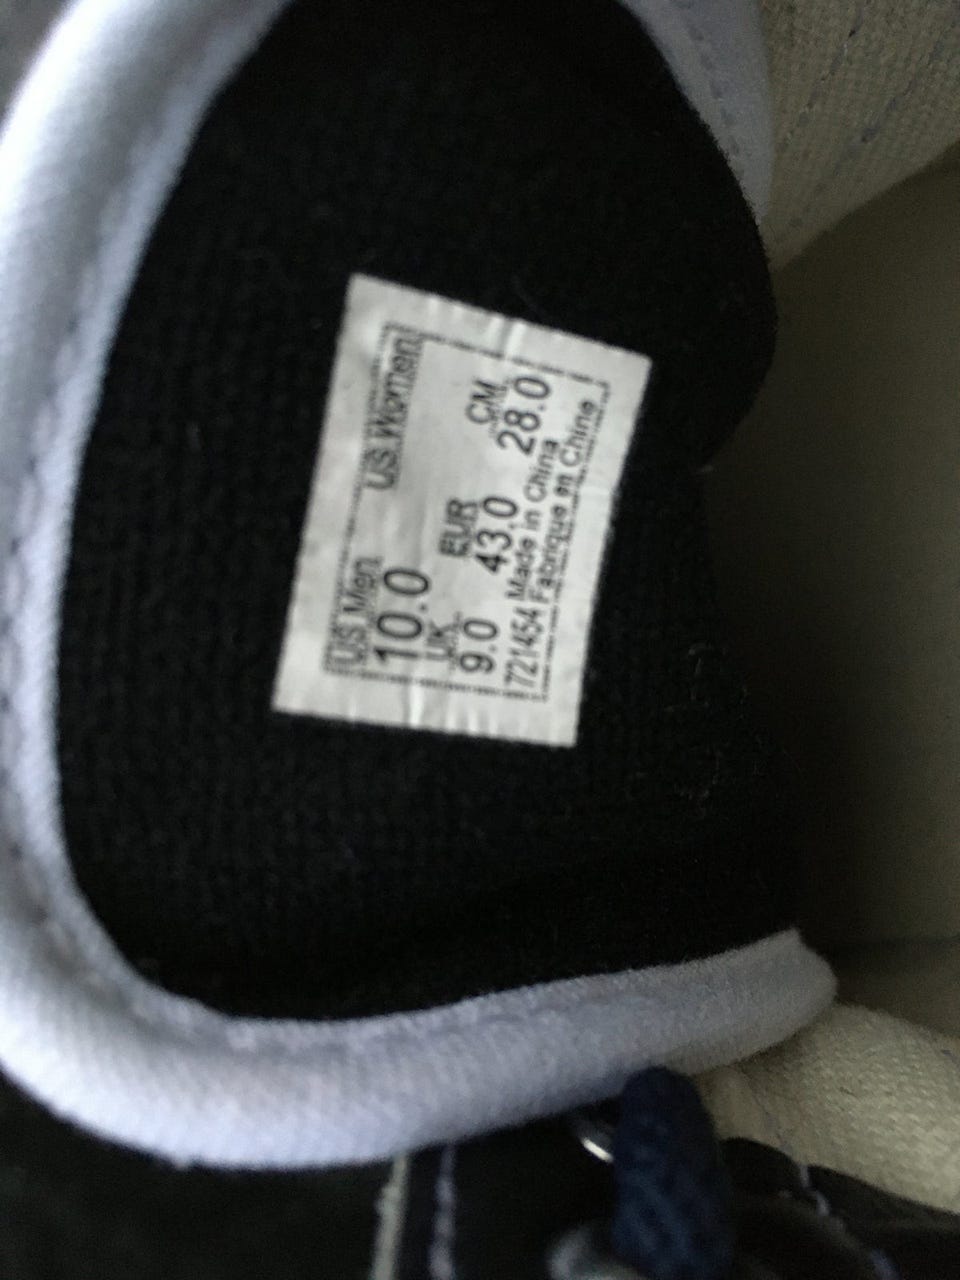 US Men US Women
10.0
UK EUR CM
9.0 43.0 28.0
721454 Made in China
Fabrique en Chine